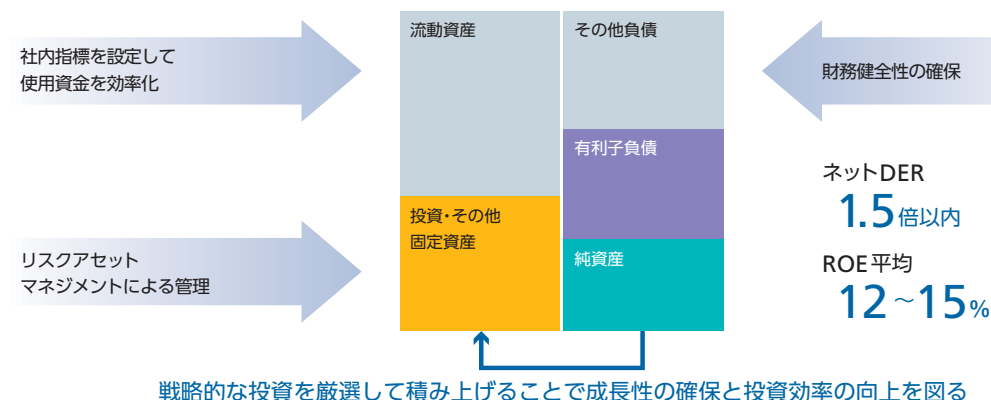 社内指標を設定して
使用資金を効率化
流動資産
その他負債
財務健全性の確保
有利子負債
ネットDER
1.5倍以内
投資・その他
固定資産
リスクアセット
マネジメントによる管理
純資産
ROE平均
12~15%
戦略的な投資を厳選して積み上げることで成長性の確保と投資効率の向上を図る